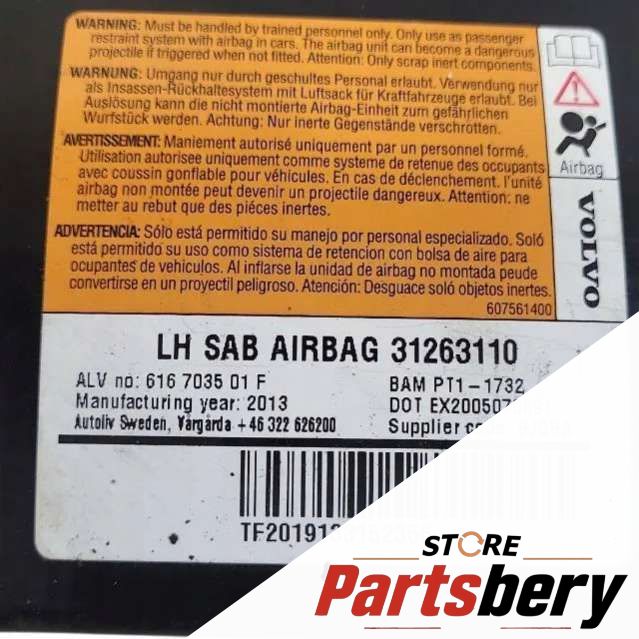 WARNING: Must be handled by trained personnel only. Only use as passenger
restraint system with airbag in cars. The airbag unit can become a dangerous
projectile if triggered when not fitted. Attention: Only scrap inert components.
WARNUNG: Umgang nur durch geschultes Personal erlaubt. Verwendung nur
als Insassen-Rückhaltesystem mit Luftsack für Kraftfahrzeuge erlaubt. Bei
Auslösung kann die nicht montierte Airbag-Einheit zum gefährlichen
Wurfstück werden. Achtung: Nur inerte Gegenstände verschrotten.
AVERTISSEMENT: Maniement autorisé uniquement par un personnel formé.
Utilisation autorisee uniquement comme systeme de retenue des occupants
avec coussin gonflable pour véhicules. En cas de déclenchement. l'unité
airbag non montée peut devenir un projectile dangereux. Attention: ne
metter au rebut que des piéces inertes.
ADVERTENCIA: Sólo está permitido su manejo por personal especializado. Soló
está permitido su uso como sistema de retención con bolsa de aire para
ocupantes de vehiculos. Al inflarse la unidad de airbag no montada peude
convertirse en un proyectil peligroso. Atención: Desguace soló objetos inertes.
607561400
Airbag
VOLVO
LH SAB AIRBAG 31263110
ALV no: 616 7035 01 F
BAM PT1-1732
Manufacturing year: 2013
DOT
Autoliv Sweden, Vårgårda +46 322 626200
Supplier
STORE
Partsbery